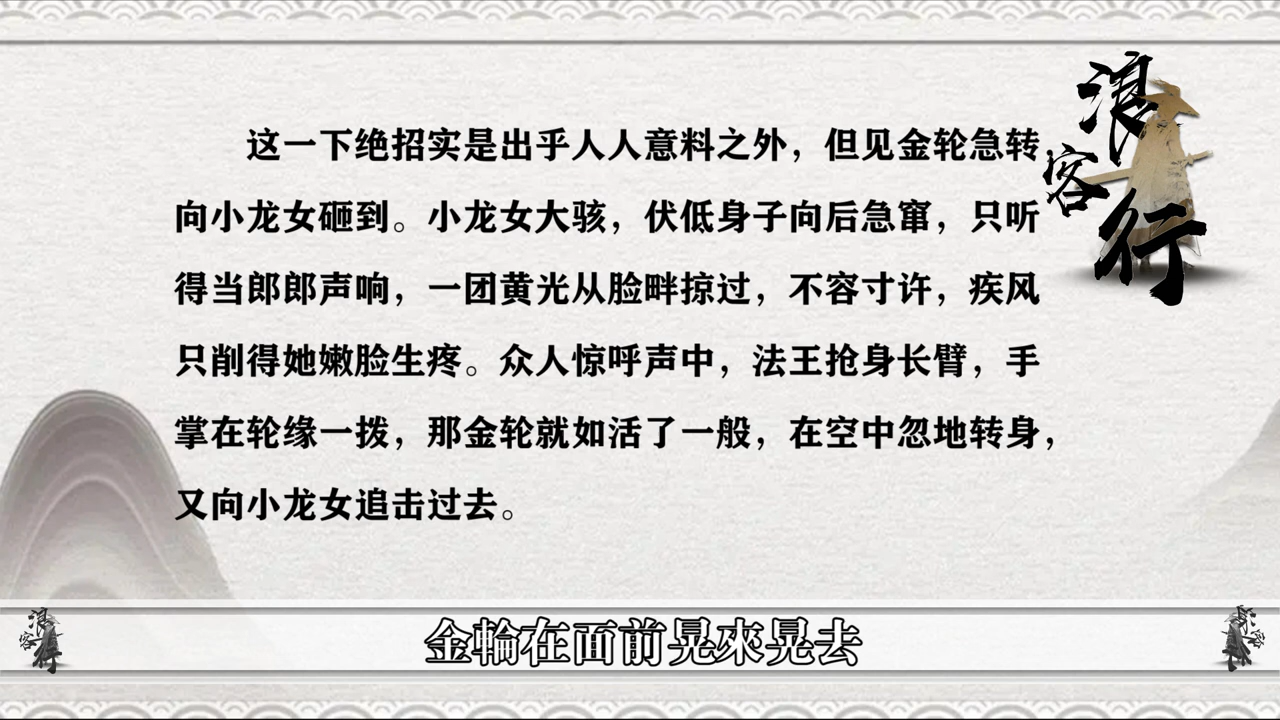 这一下绝招实是出乎人人意料之外，但见金轮急转
向小龙女砸到。小龙女大骇，伏低身子向后急窜，只听
得当郎郎声响，一团黄光从脸畔掠过，不容寸许，疾风
只削得她嫩脸生疼。众人惊呼声中，法王抢身长臂，手
掌在轮缘一拨，那金轮就如活了一般，在空中忽地转身，
又向小龙女追击过去。
浪客行
浪客行
金輪在面前晃來晃去
浪客行